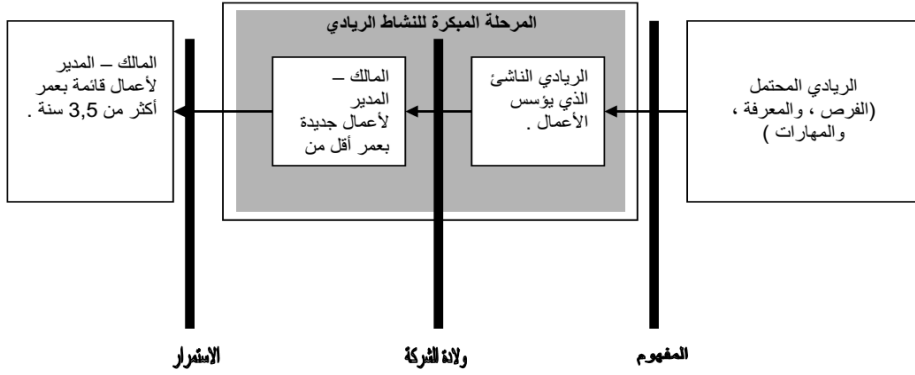 المرحلة المبكرة للنشاط الريادي
الريادي المحتمل
(الفرص ، والمعرفة ،
والمهارات )
الريادي الناشئ
الذي يؤسس
الأعمال .
المالك –
المدير
لأعمال جديدة
بعمر أقل من
المالك – المدير
لأعمال قائمة بعمر
أكثر من 3,5 سنة .
المفهوم
ولادة الشركة
الاستمرار